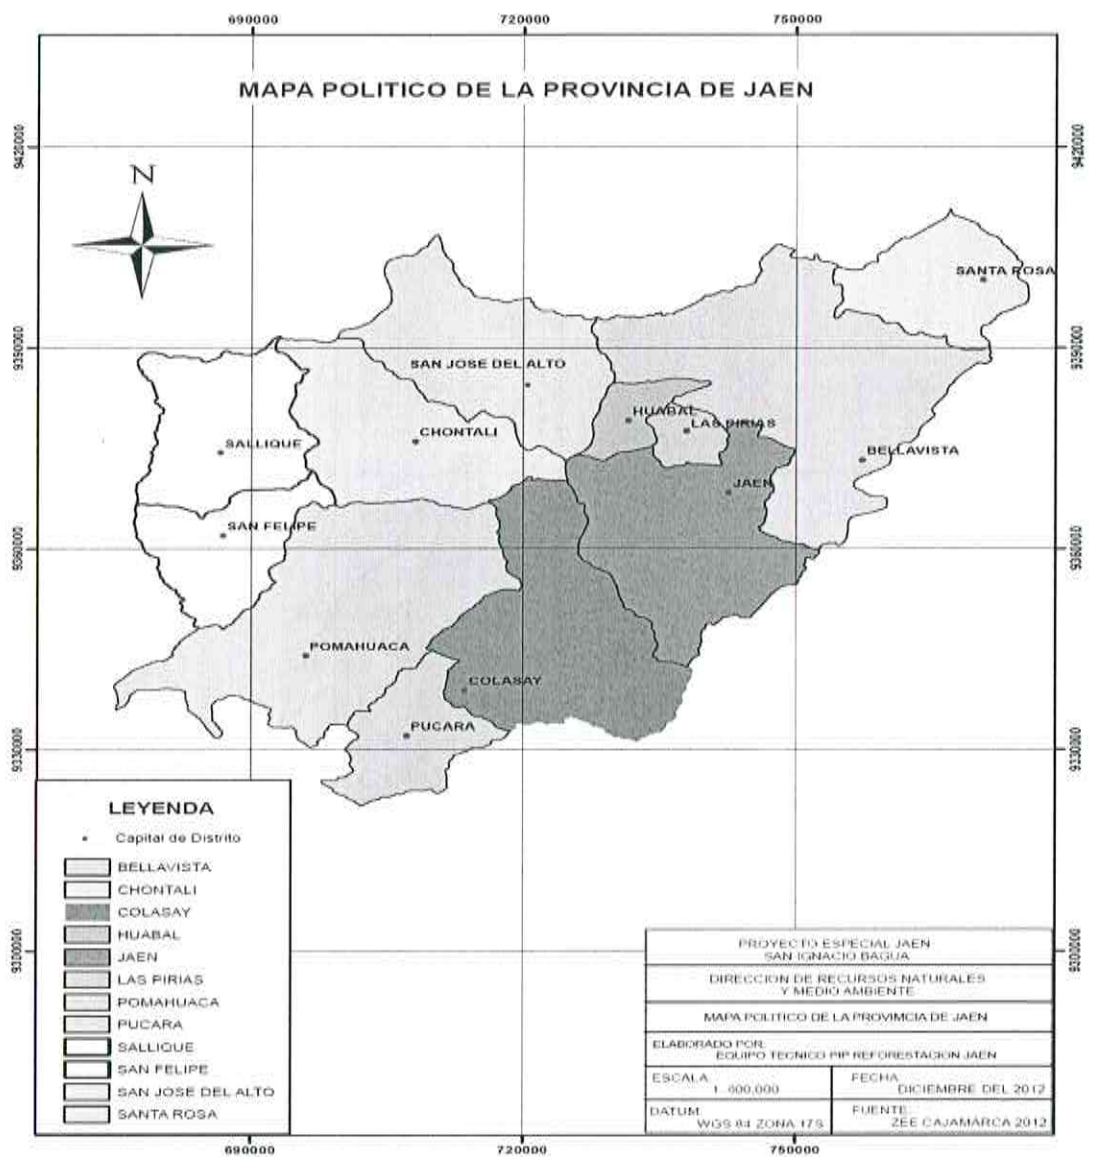 690000 720000 750000
MAPA POLITICO DE LA PROVINCIA DE JAEN
9420000 9420000
N
SANTA ROSA
9390000 9390000
SAN JOSE DEL ALTO
HUABAL
LAS PIRIAS
CHONTALI
SALLIQUE
BELLAVISTA
JAEN
SAN FELIPE
9360000 9360000
POMAHUACA
COLASAY
PUCARA
9330000 9330000
LEYENDA
Capital de Distrito
BELLAVISTA
CHONTALI
COLASAY
HUABAL
JAEN
LAS PIRIAS
POMAHUACA
PUCARA
SALLIQUE
SAN FELIPE
SAN JOSE DEL ALTO
SANTA ROSA
9300000 9300000
PROYECTO ESPECIAL JAEN
SAN IGNACIO BAGUA
DIRECCION DE RECURSOS NATURALES
Y MEDIO AMBIENTE
MAPA POLITICO DE LA PROVIMCIA DE JAEN
ELABORADO POR:
EQUIPO TECNICO PIP REFORESTACION JAEN
ESCALA:
1:600,000
FECHA:
DICIEMBRE DEL 2012
DATUM:
WGS 84 ZONA 17S
FUENTE:
ZEE CAJAMARCA 2012
690000 720000 750000